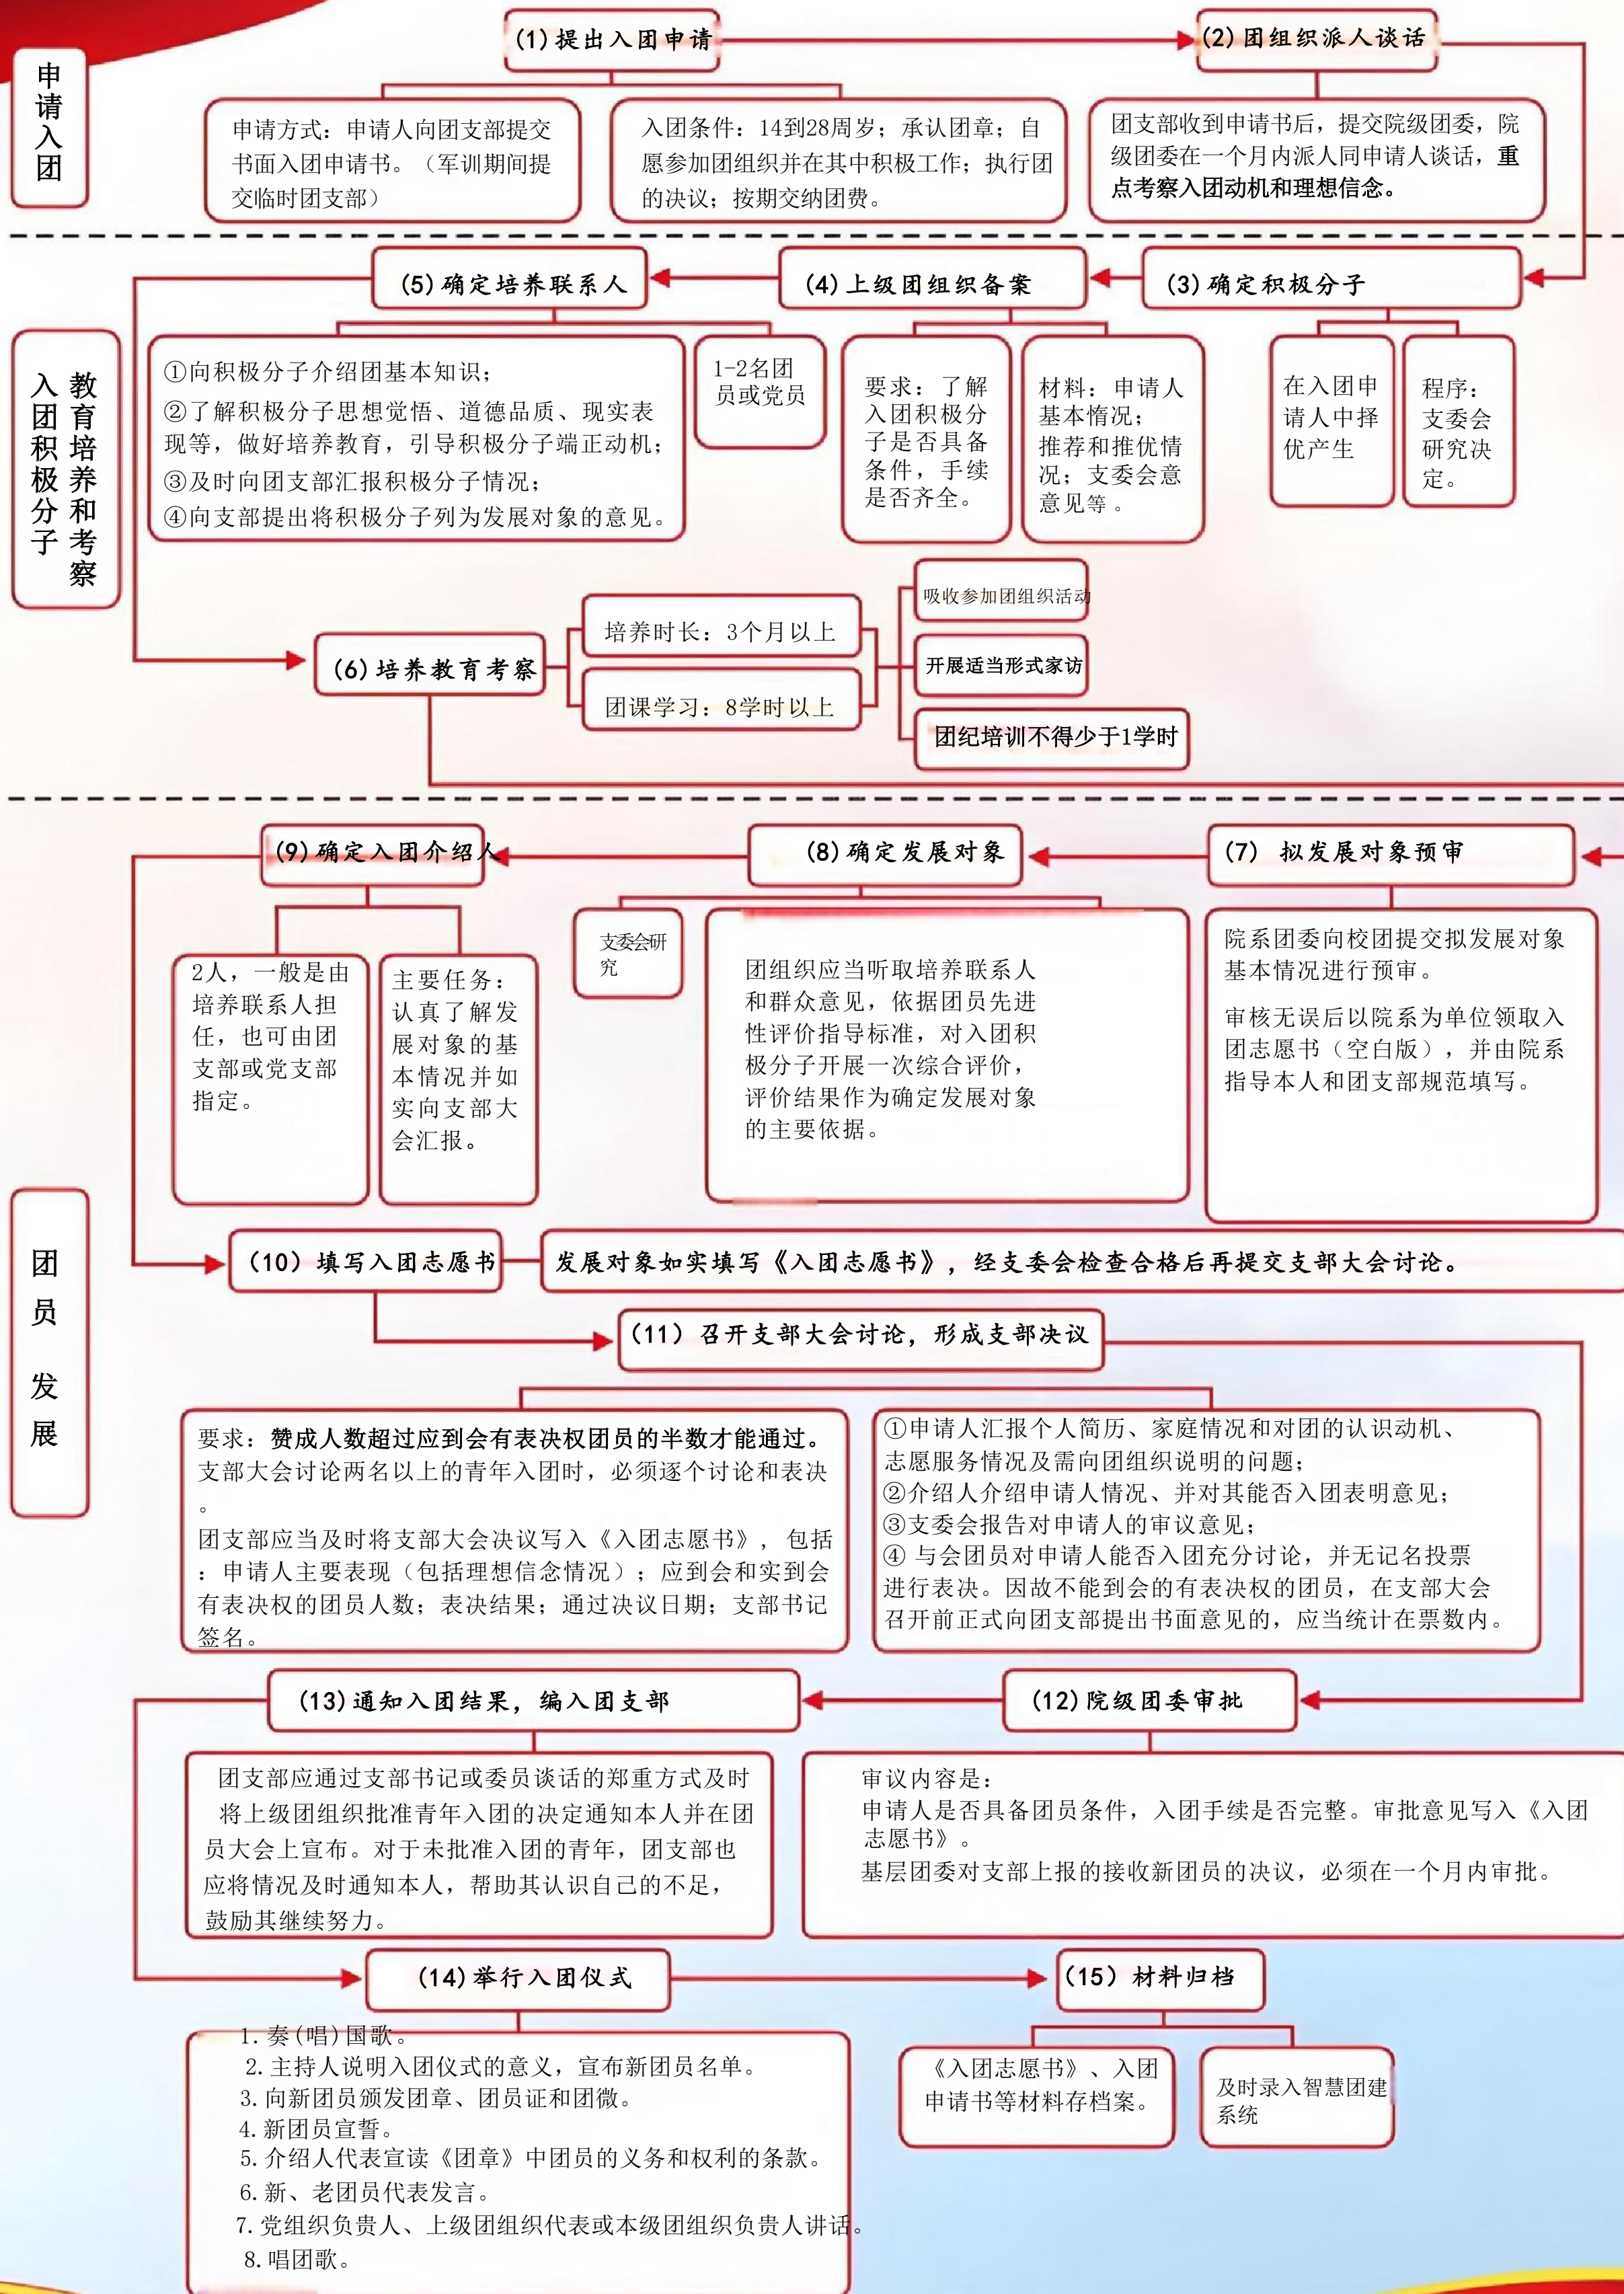 申请入团
(1)提出入团申请
(2)团组织派人谈话
申请方式：申请人向团支部提交
书面入团申请书。（军训期间提
交临时团支部）
入团条件：14到28周岁；承认团章；自
愿参加团组织并在其中积极工作；执行团
的决议；按期交纳团费。
团支部收到申请书后，提交院级团委，院
级团委在一个月内派人同申请人谈话，重
点考察入团动机和理想信念。
入团积极分子
教育培养和考察
(3)确定积极分子
在入团申
请人中择
优产生
程序：
支委会
研究决
定。
(4)上级团组织备案
要求：了解
入团积极分
子是否具备
条件，手续
是否齐全。
材料：申请人
基本惰况；
推荐和推优情
况；支委会意
意见等。
(5)确定培养联系人
①向积极分子介绍团基本知识；
②了解积极分子思想觉悟、道德品质、现实表
现等，做好培养教育，引导积极分子端正动机；
③及时向团支部汇报积极分子情况；
④向支部提出将积极分子列为发展对象的意见。
1-2名团
员或党员
(6)培养教育考察
培养时长：3个月以上
团课学习：8学时以上
吸收参加团组织活动
开展适当形式家访
团纪培训不得少于1学时
团员 发展
(7) 拟发展对象预审
院系团委向校团提交拟发展对象
基本情况进行预审。
审核无误后以院系为单位领取入
团志愿书（空白版），并由院系
指导本人和团支部规范填写。
(8)确定发展对象
支委会研
究
团组织应当听取培养联系人
和群众意见，依据团员先进
性评价指导标准，对入团积
极分子开展一次综合评价，
评价结果作为确定发展对象
的主要依据。
(9)确定入团介绍人
2人，一般是由
培养联系人担
任，也可由团
支部或党支部
指定。
主要任务：
认真了解发
展对象的基
本情况并如
实向支部大
会汇报。
（10）填写入团志愿书
发展对象如实填写《入团志愿书》，经支委会检查合格后再提交支部大会讨论。
（11）召开支部大会讨论，形成支部决议
要求：赞成人数超过应到会有表决权团员的半数才能通过。
支部大会讨论两名以上的青年入团时，必须逐个讨论和表决
。
团支部应当及时将支部大会决议写入《入团志愿书》, 包括
：申请人主要表现（包括理想信念情况）；应到会和实到会
有表决权的团员人数；表决结果；通过决议日期；支部书记
签名。
①申请人汇报个人简历、家庭情况和对团的认识动机、
志愿服务情况及需向团组织说明的问题；
②介绍人介绍申请人情况、并对其能否入团表明意见；
③支委会报告对申请人的审议意见；
④ 与会团员对申请人能否入团充分讨论，并无记名投票
进行表决。因故不能到会的有表决权的团员，在支部大会
召开前正式向团支部提出书面意见的，应当统计在票数内。
(12)院级团委审批
审议内容是：
申请人是否具备团员条件，入团手续是否完整。审批意见写入《入团
志愿书》。
基层团委对支部上报的接收新团员的决议，必须在一个月内审批。
(13)通知入团结果，编入团支部
团支部应通过支部书记或委员谈话的郑重方式及时
将上级团组织批准青年入团的决定通知本人并在团
员大会上宣布。对于未批准入团的青年，团支部也
应将情况及时通知本人，帮助其认识自己的不足，
鼓励其继续努力。
(14)举行入团仪式
1.奏(唱)国歌。
2.主持人说明入团仪式的意义，宣布新团员名单。
3.向新团员颁发团章、团员证和团微。
4.新团员宣誓。
5.介绍人代表宣读《团章》中团员的义务和权利的条款。
6.新、老团员代表发言。
7.党组织负贵人、上级团组织代表或本级团组织负贵人讲话。
8.唱团歌。
（15）材料归档
《入团志愿书》、入团
申请书等材料存档案。
及时录入智慧团建
系统